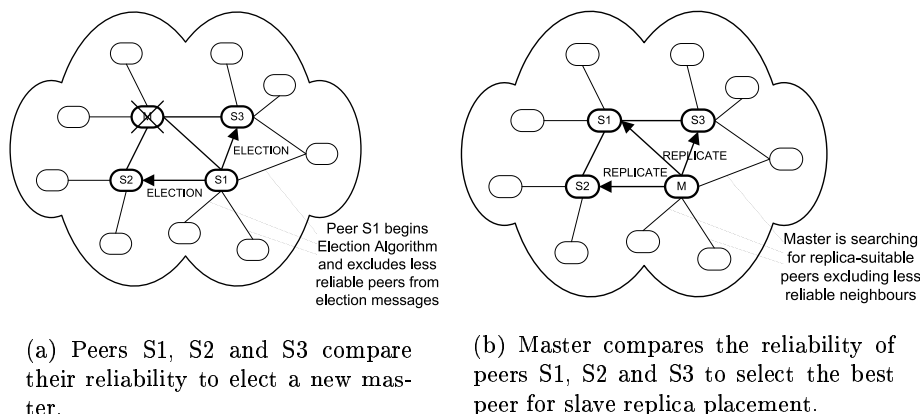 M
S3
ELECTION
S2
S1
ELECTION
Peer S1 begins
Election Algorithm
and excludes less
reliable peers from
election messages
(a) Peers S1, S2 and S3 compare
their reliability to elect a new mas-
ter.
S1
S3
REPLICATE
REPLICATE
S2
M
Master is searching
for replica-suitable
peers excluding less
reliable neighbours
(b) Master compares the reliability of
peers S1, S2 and S3 to select the best
peer for slave replica placement.